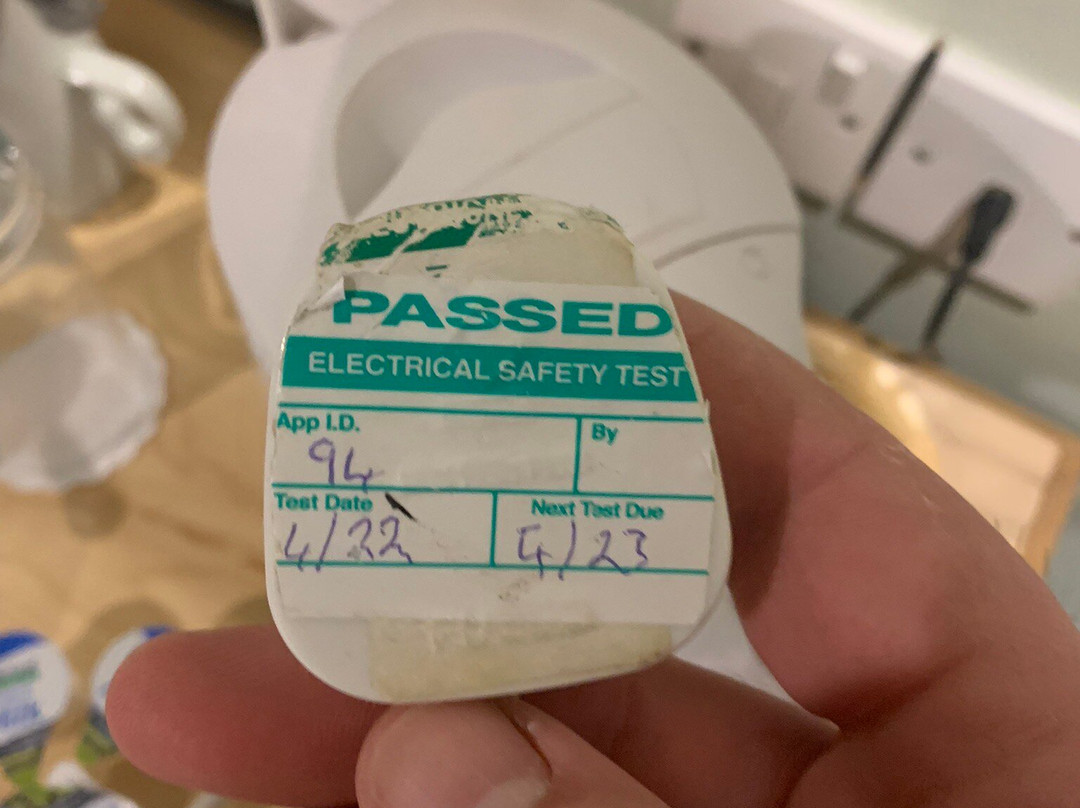 PASSED
ELECTRICAL SAFETY TEST
App I.D.
By
94
Test Date
Next Test Due
4/22
4/23